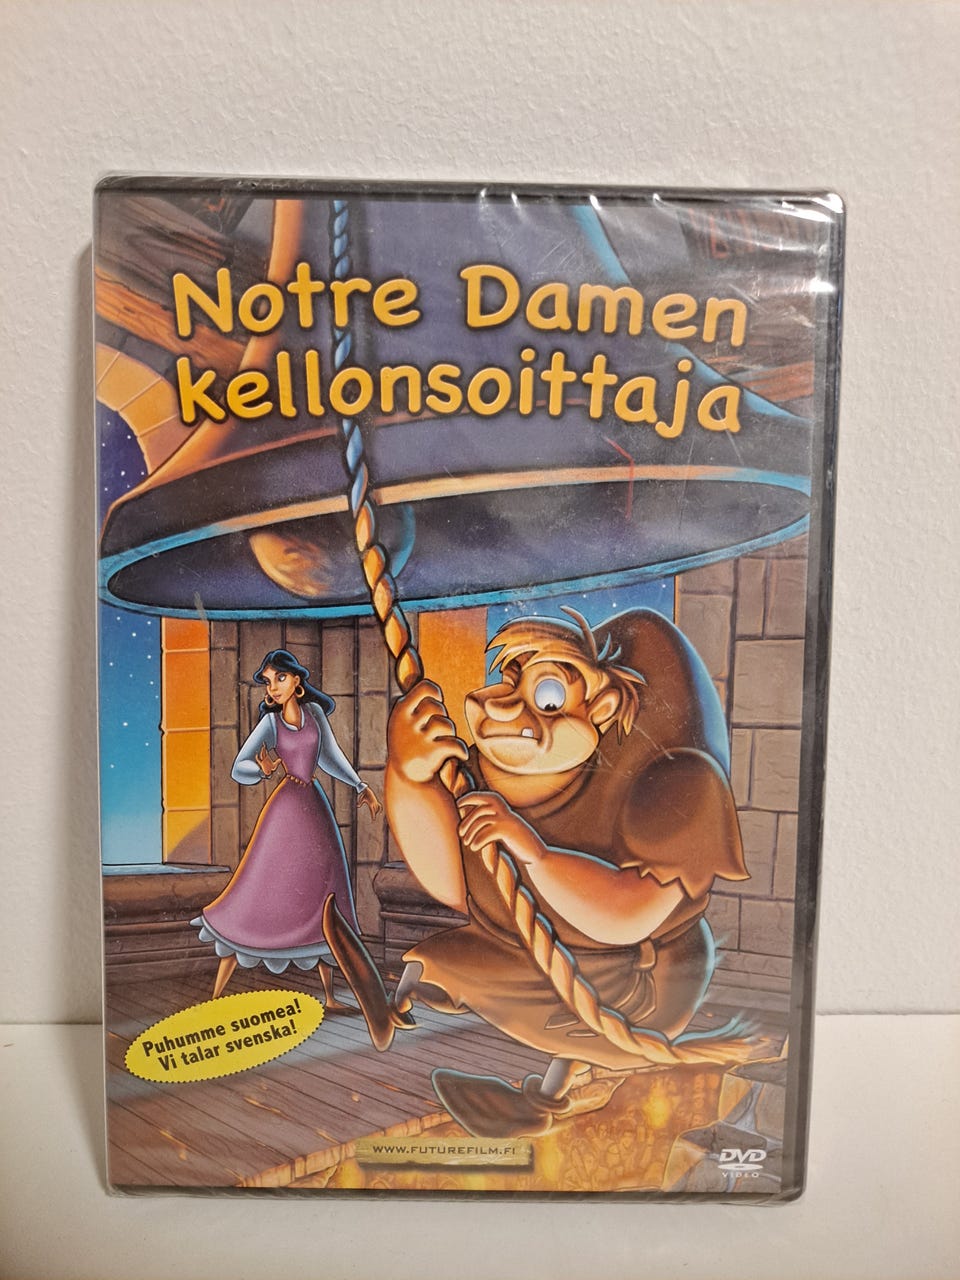 Notre Damen
kellonsoittaja
Puhumme suomea!
Vi talar svenska!
WWW.FUTUREFILM.FI
DVD
VIDEO